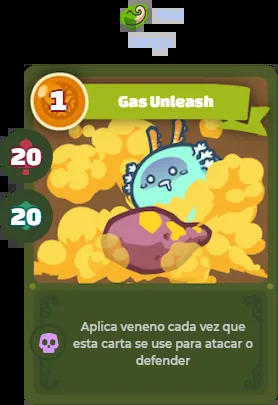 1
Gas Unleash
20
20
Aplica veneno cada vez que
esta carta se use para atacar o
defender